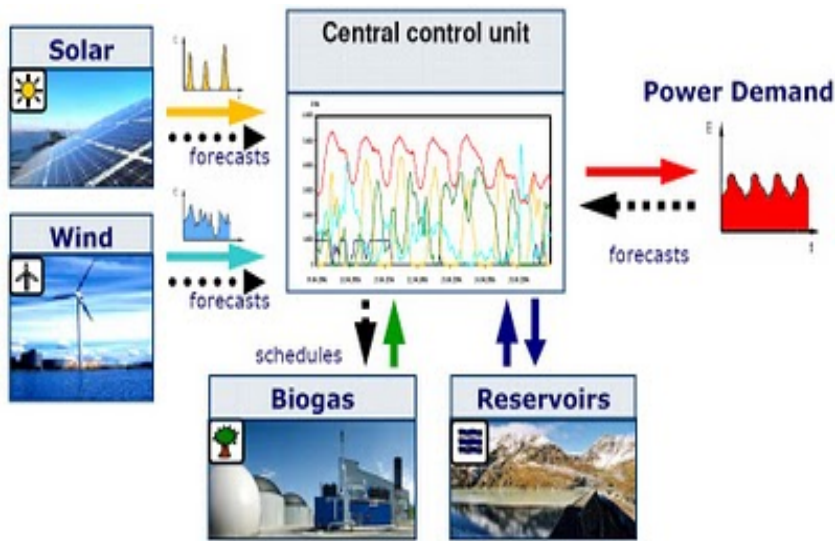 Solar
Central control unit
Power Demand
forecasts
Wind
forecasts
forecasts
schedules
Biogas
Reservoirs